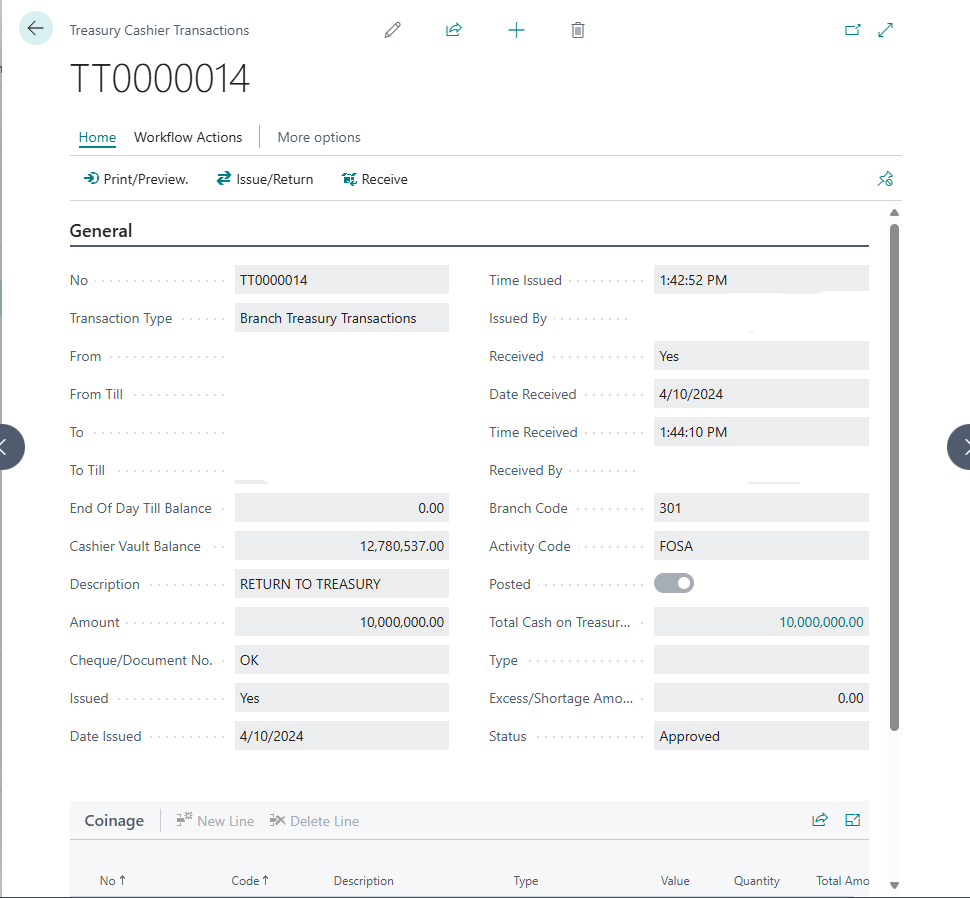 Treasury Cashier Transactions
TT0000014
Home Workflow Actions More options
Print/Preview. Issue/Return Receive
General
No TT0000014
Transaction Type Branch Treasury Transactions
From
From Till
To
To Till
End Of Day Till Balance 0.00
Cashier Vault Balance 12,780,537.00
Description RETURN TO TREASURY
Amount 10,000,000.00
Cheque/Document No. OK
Issued Yes
Date Issued 4/10/2024
Time Issued 1:42:52 PM
Issued By
Received Yes
Date Received 4/10/2024
Time Received 1:44:10 PM
Received By
Branch Code 301
Activity Code FOSA
Posted
Total Cash on Treasur... 10,000,000.00
Type
Excess/Shortage Amo... 0.00
Status Approved
Coinage New Line Delete Line
No ↑ Code ↑ Description Type Value Quantity Total Amo